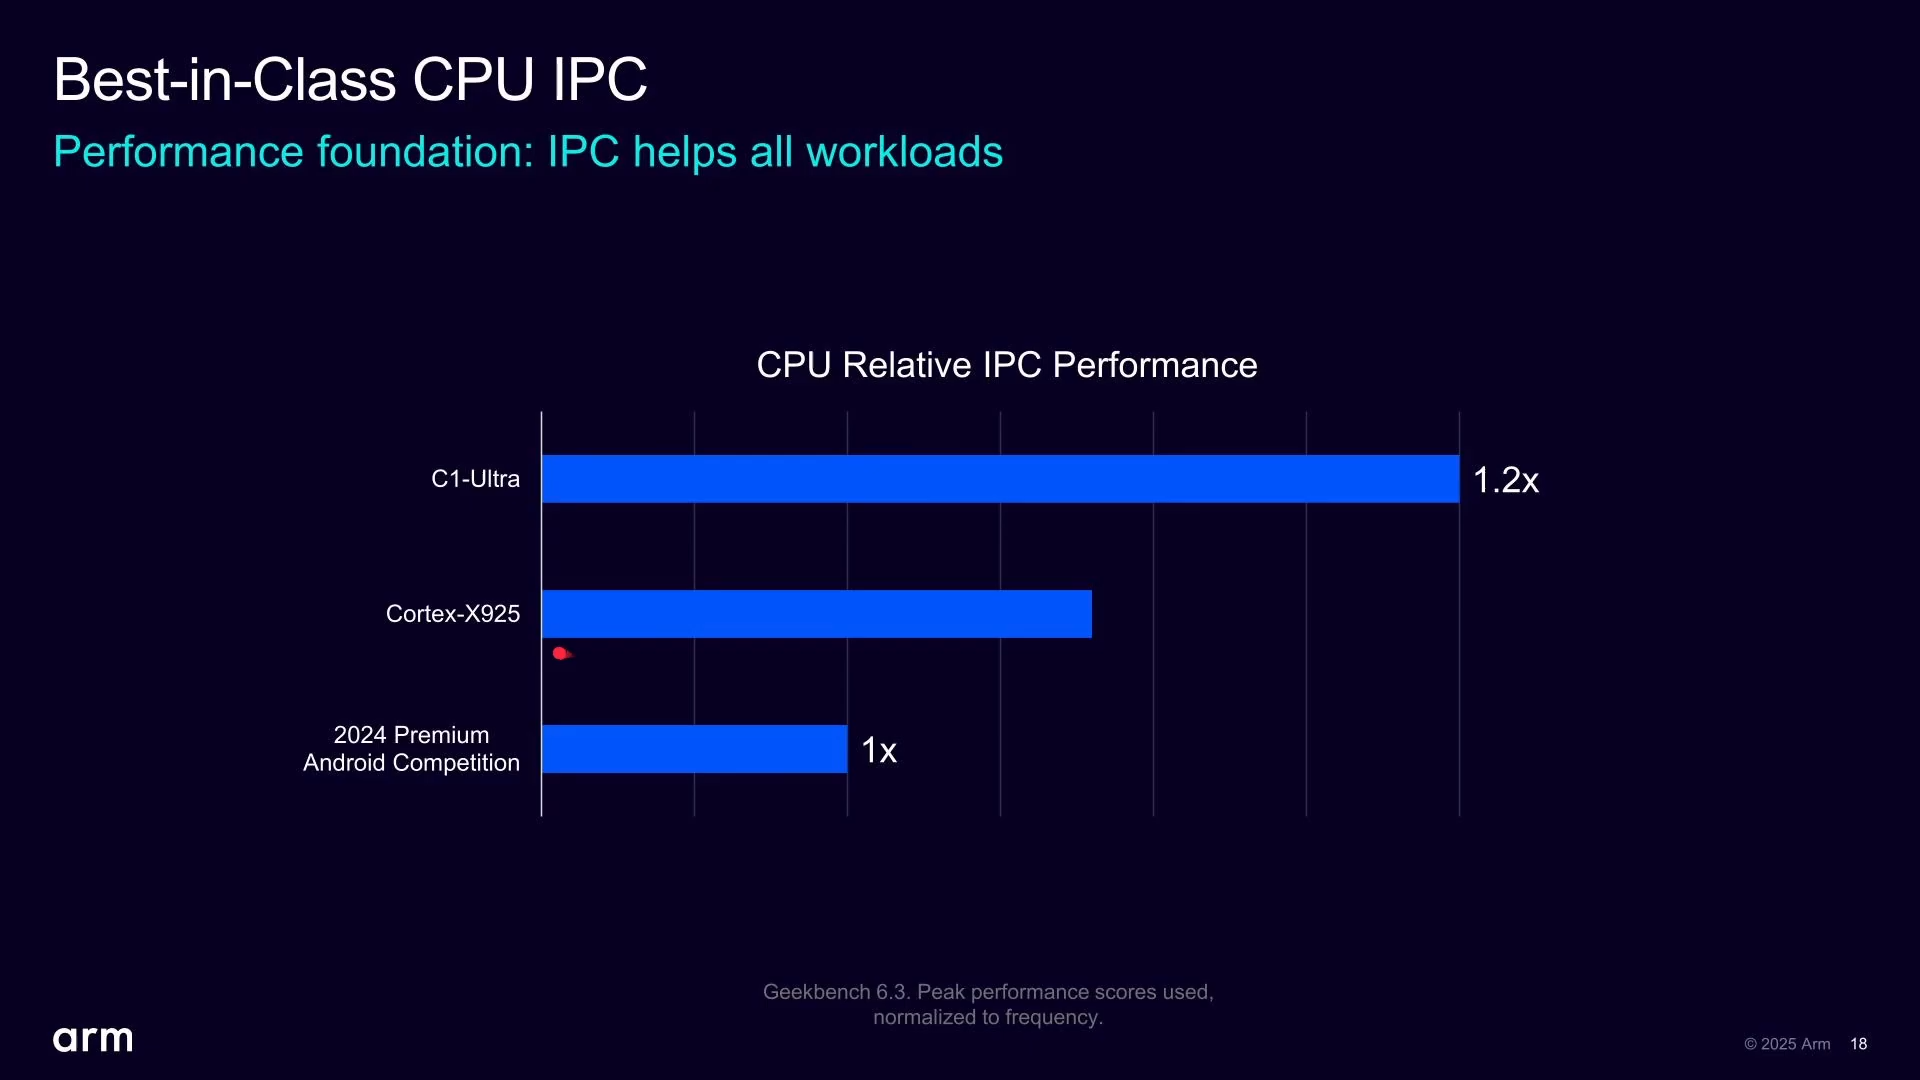 Best-in-Class CPU IPC
Performance foundation: IPC helps all workloads
CPU Relative IPC Performance
C1-Ultra
1.2x
Cortex-X925
2024 Premium
Android Competition
1x
Geekbench 6.3. Peak performance scores used,
normalized to frequency.
arm
© 2025 Arm 18